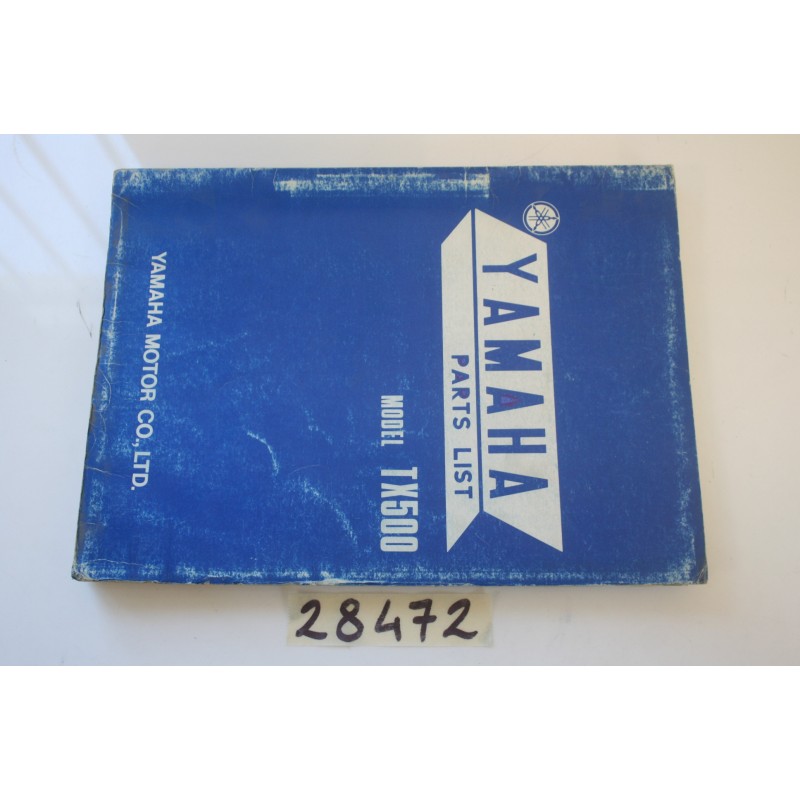 YAMAHA
PARTS LIST
MODEL TX500
YAMAHA MOTOR CO., LTD.
28472